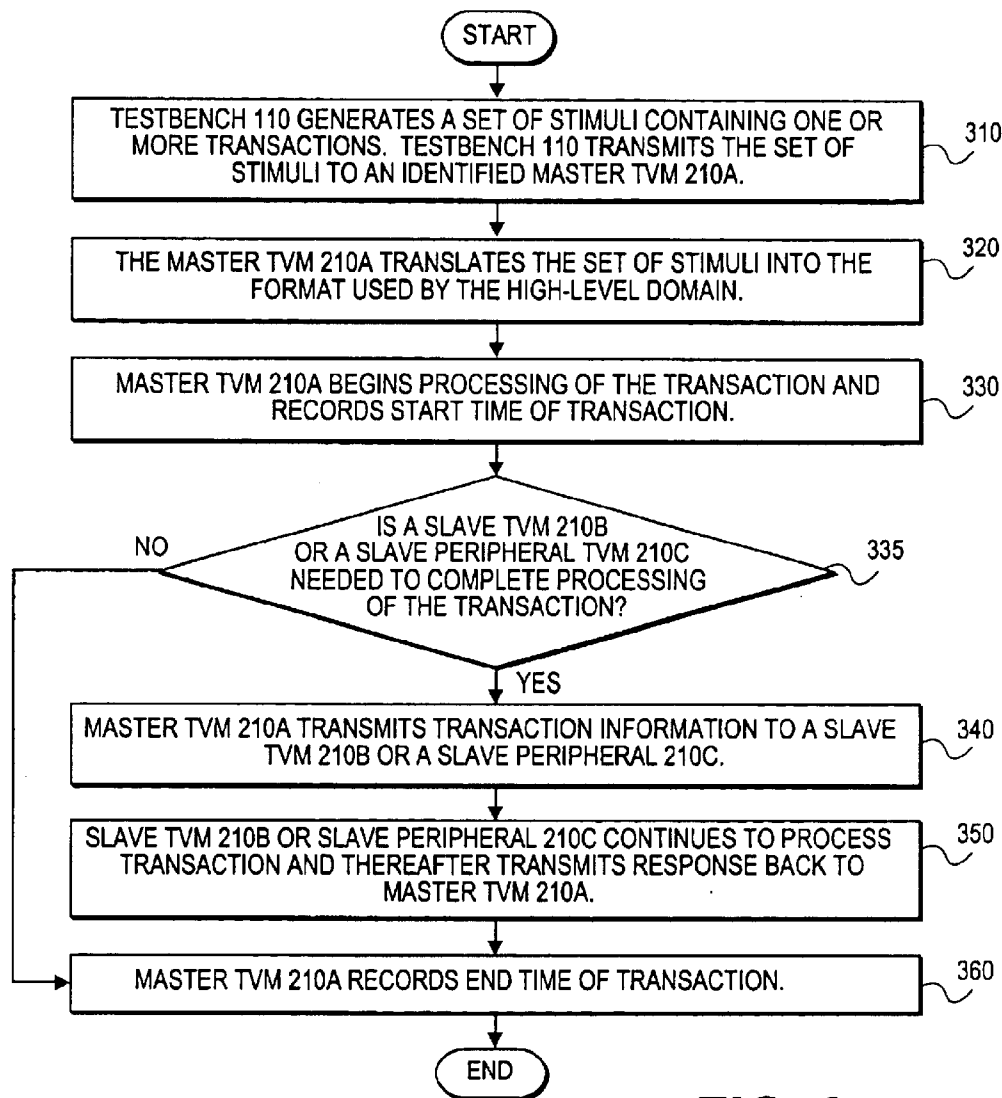 START
TESTBENCH 110 GENERATES A SET OF STIMULI CONTAINING ONE OR
MORE TRANSACTIONS. TESTBENCH 110 TRANSMITS THE SET OF
STIMULI TO AN IDENTIFIED MASTER TVM 210A.
310
THE MASTER TVM 210A TRANSLATES THE SET OF STIMULI INTO THE
FORMAT USED BY THE HIGH-LEVEL DOMAIN.
320
MASTER TVM 210A BEGINS PROCESSING OF THE TRANSACTION AND
RECORDS START TIME OF TRANSACTION.
330
IS A SLAVE TVM 210B
OR A SLAVE PERIPHERAL TVM 210C
NEEDED TO COMPLETE PROCESSING
OF THE TRANSACTION?
NO
335
YES
MASTER TVM 210A TRANSMITS TRANSACTION INFORMATION TO A SLAVE
TVM 210B OR A SLAVE PERIPHERAL 210C.
340
SLAVE TVM 210B OR SLAVE PERIPHERAL 210C CONTINUES TO PROCESS
TRANSACTION AND THEREAFTER TRANSMITS RESPONSE BACK TO
MASTER TVM 210A.
350
MASTER TVM 210A RECORDS END TIME OF TRANSACTION.
360
END